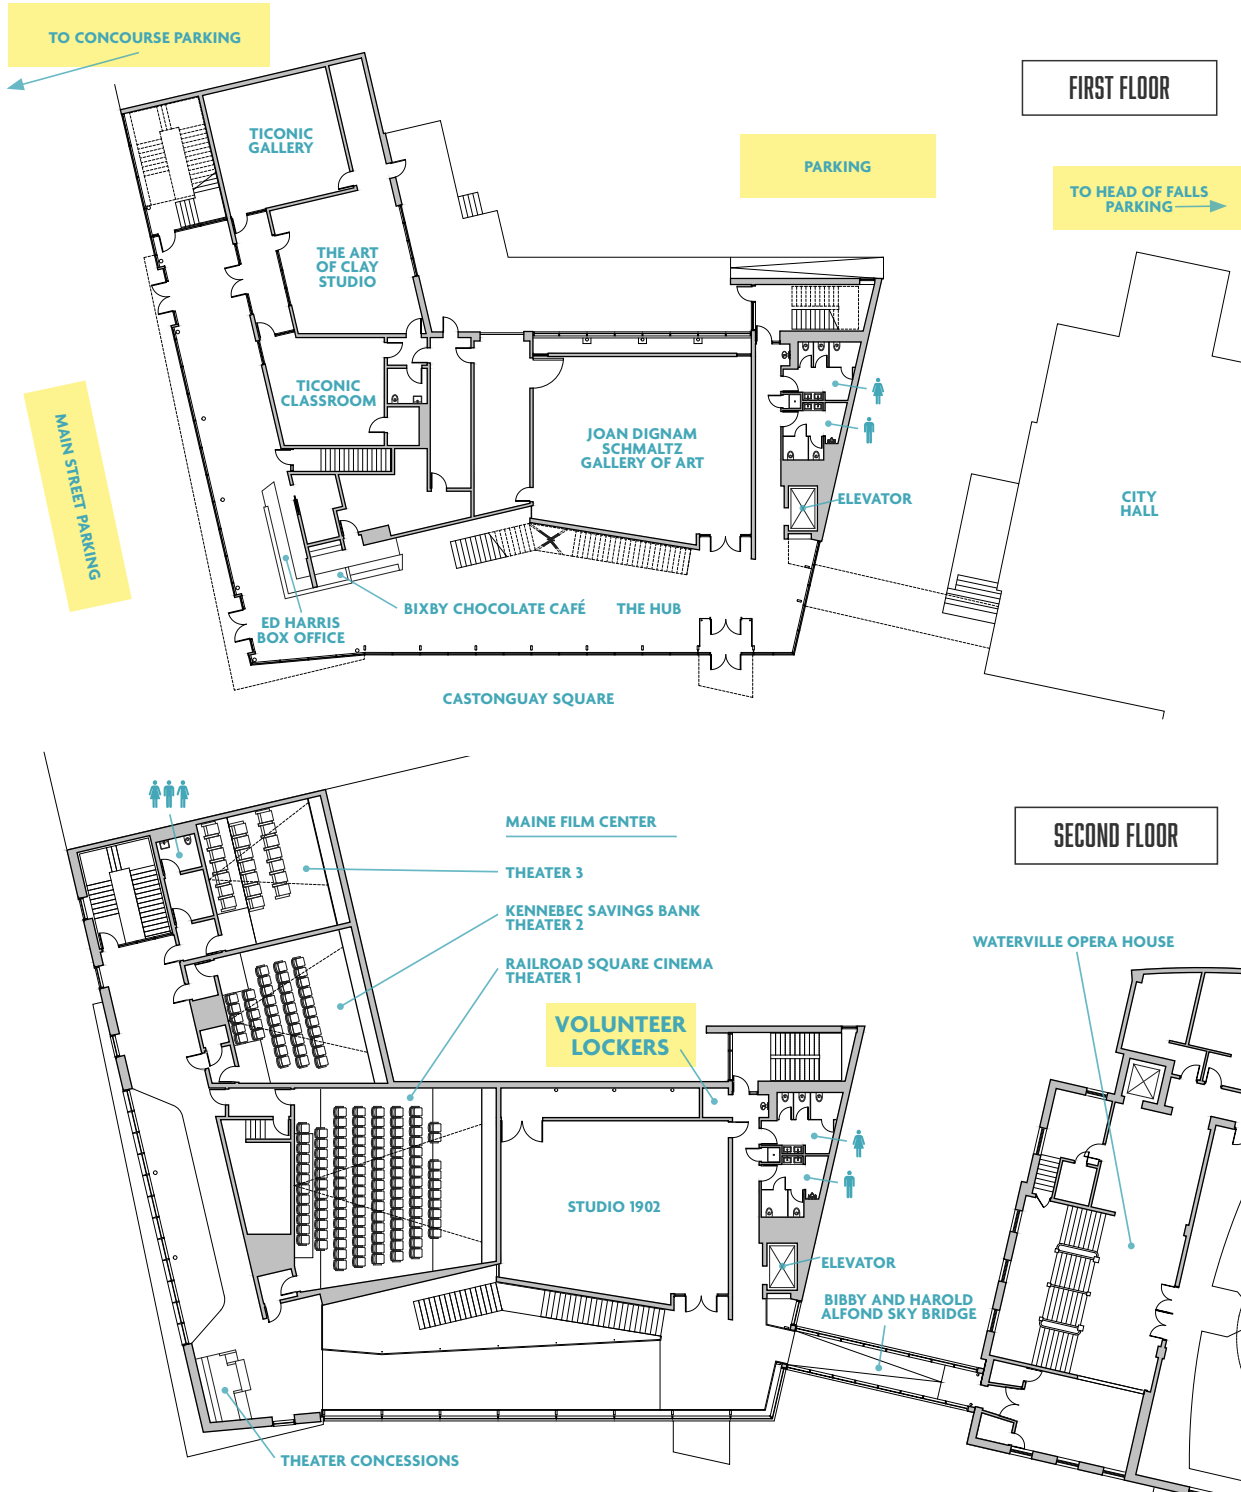 TO CONCOURSE PARKING
FIRST FLOOR
TICONIC
GALLERY
PARKING
TO HEAD OF FALLS
PARKING
THE ART
OF CLAY
STUDIO
TICONIC
CLASSROOM
MAIN STREET PARKING
JOAN DIGNAM
SCHMALTZ
GALLERY OF ART
ELEVATOR
CITY
HALL
BIXBY CHOCOLATE CAFÉ
THE HUB
ED HARRIS
BOX OFFICE
CASTONGUAY SQUARE
SECOND FLOOR
MAINE FILM CENTER
THEATER 3
KENNEBEC SAVINGS BANK
THEATER 2
WATERVILLE OPERA HOUSE
RAILROAD SQUARE CINEMA
THEATER 1
VOLUNTEER
LOCKERS
STUDIO 1902
ELEVATOR
BIBBY AND HAROLD
ALFOND SKY BRIDGE
THEATER CONCESSIONS